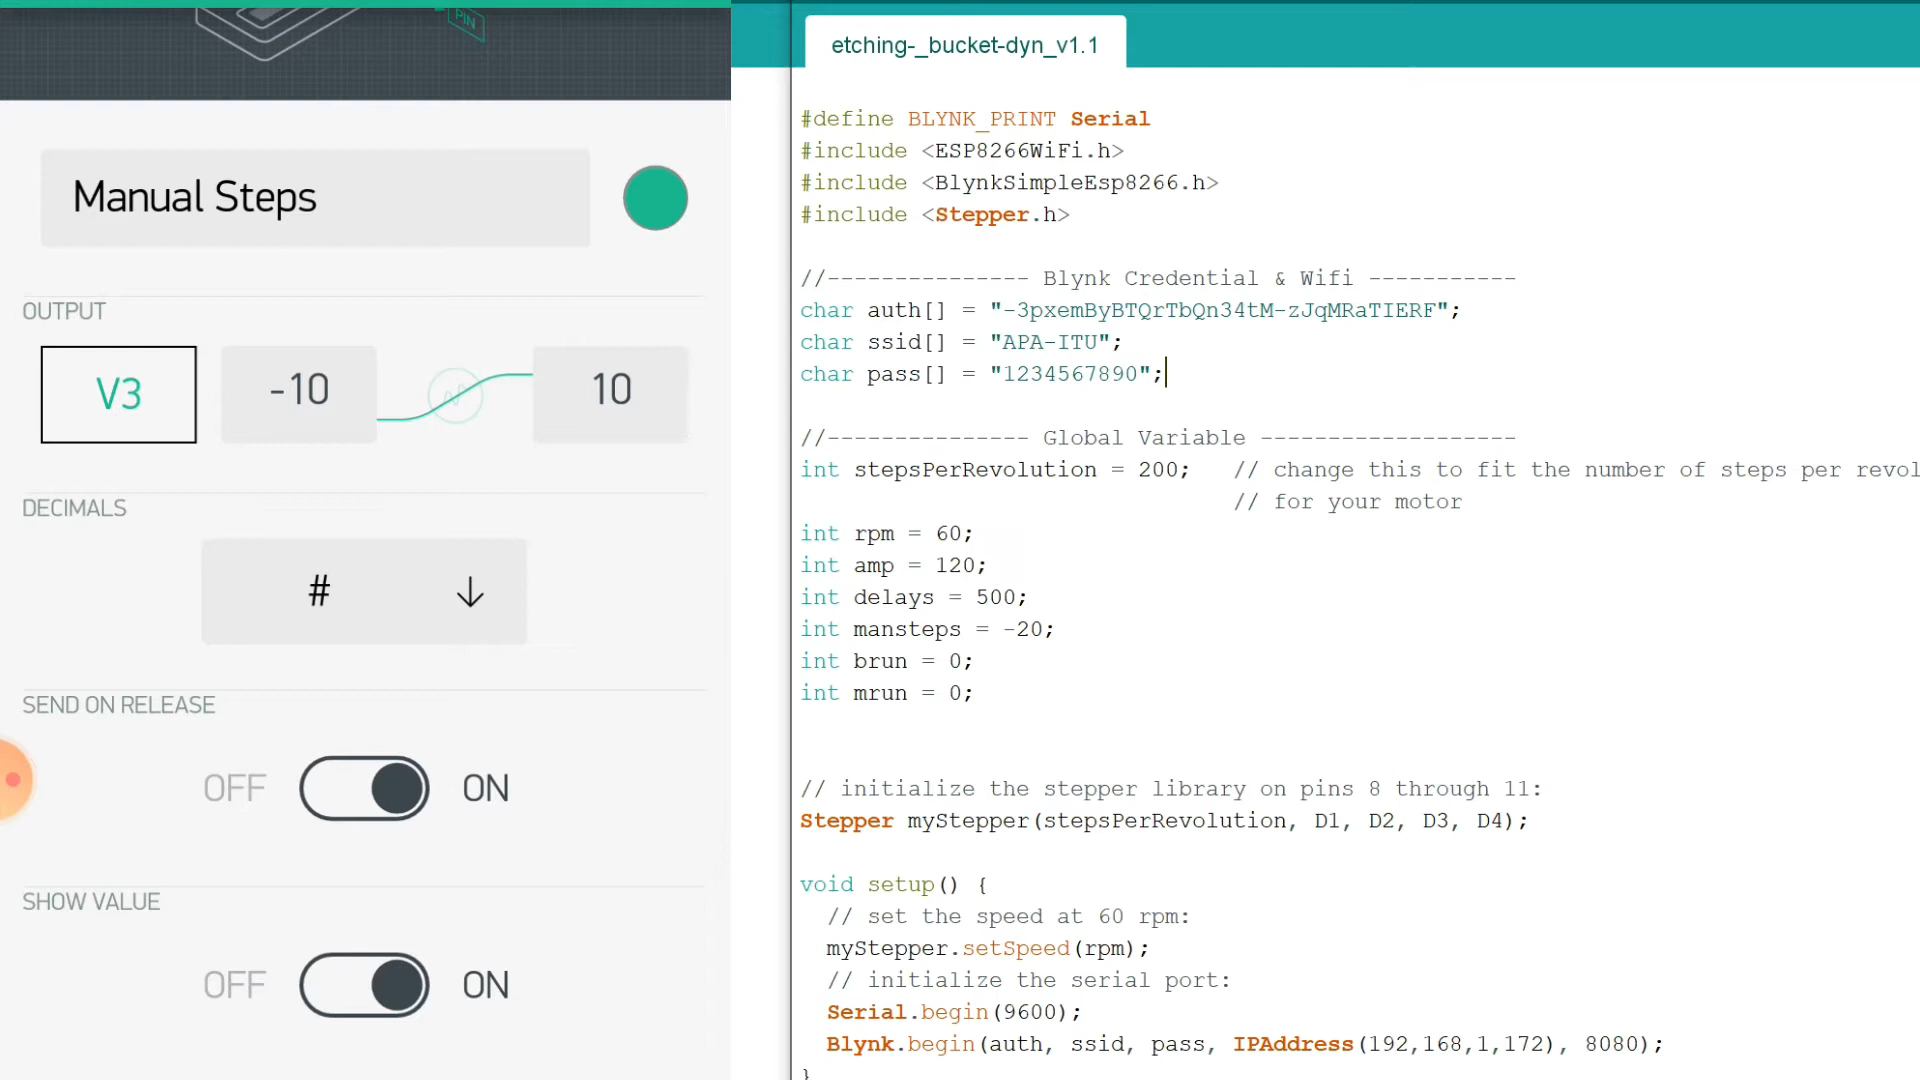 PIN
Manual Steps
OUTPUT
V3
-10
10
DECIMALS
#
SEND ON RELEASE
OFF
ON
SHOW VALUE
OFF
ON
etching-_bucket-dyn_v1.1
#define BLYNK_PRINT Serial
#include <ESP8266WiFi.h>
#include <BlynkSimpleEsp8266.h>
#include <Stepper.h>
//--------------- Blynk Credential & Wifi -----------
char auth[] = "-3pxemByBTQrTbQn34tM-zJqMRaTIERF";
char ssid[] = "APA-ITU";
char pass[] = "1234567890";
//--------------- Global Variable -------------------
int stepsPerRevolution = 200;   // change this to fit the number of steps per revol
// for your motor
int rpm = 60;
int amp = 120;
int delays = 500;
int mansteps = -20;
int brun = 0;
int mrun = 0;
// initialize the stepper library on pins 8 through 11:
Stepper myStepper(stepsPerRevolution, D1, D2, D3, D4);
void setup() {
// set the speed at 60 rpm:
myStepper.setSpeed(rpm);
// initialize the serial port:
Serial.begin(9600);
Blynk.begin(auth, ssid, pass, IPAddress(192,168,1,172), 8080);
}